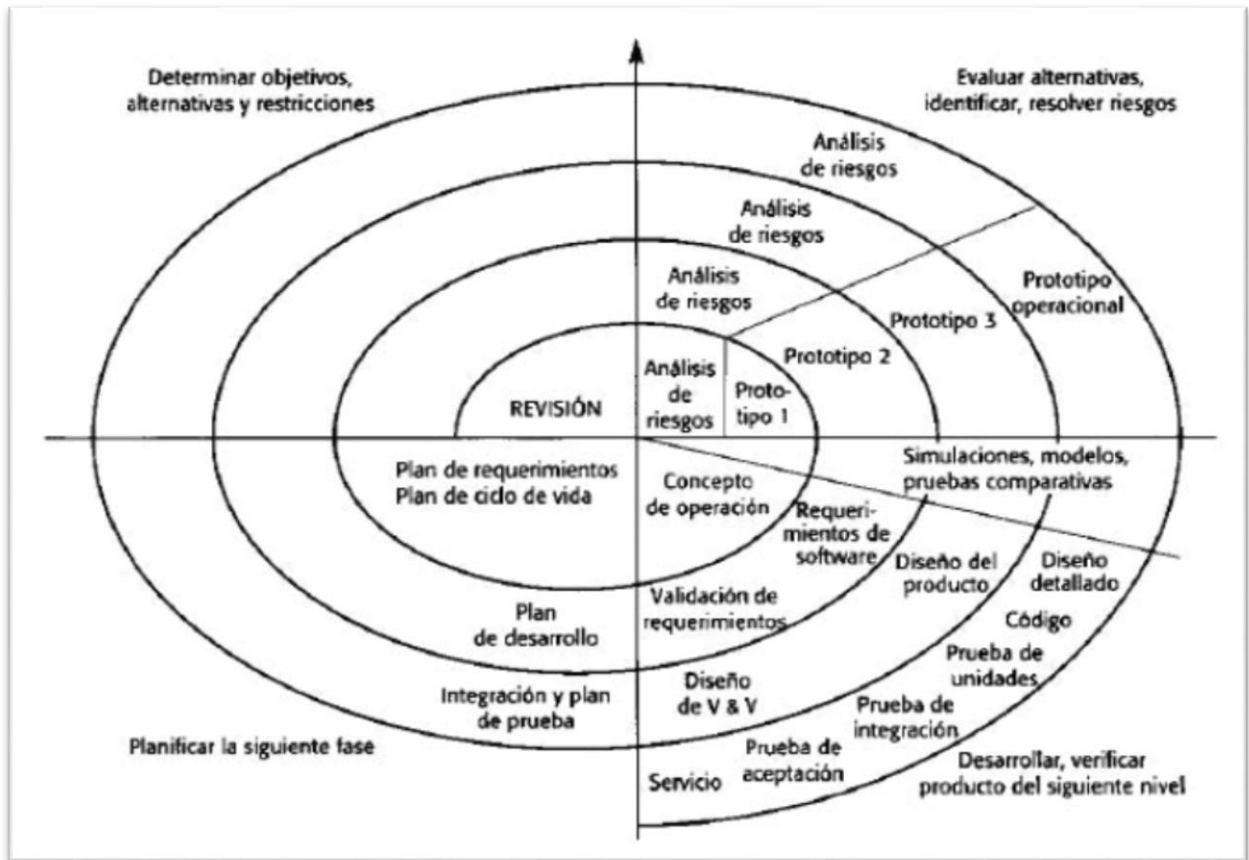 Determinar objetivos,
alternativas y restricciones
Evaluar alternativas,
identificar, resolver riesgos
Análisis
de riesgos
Análisis
de riesgos
Análisis
de riesgos
Análisis
de
riesgos
Proto-
tipo 1
Prototipo 2
Prototipo 3
Prototipo
operacional
REVISIÓN
Plan de requerimientos
Plan de ciclo de vida
Concepto
de operación
Simulaciones, modelos,
pruebas comparativas
Requeri-
mientos de
software
Diseño del
producto
Diseño
detallado
Código
Plan
de desarrollo
Validación de
requerimientos
Prueba de
unidades
Integración y plan
de prueba
Diseño
de V & V
Prueba de
integración
Prueba de
aceptación
Servicio
Planificar la siguiente fase
Desarrollar, verificar
producto del siguiente nivel